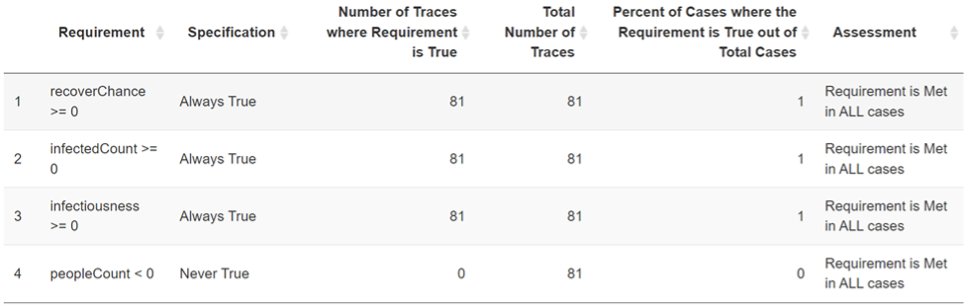 Requirement Specification Number of Traces where Requirement is True Total Number of Traces Percent of Cases where the Requirement is True out of Total Cases Assessment
1 recoverChance >= 0 Always True 81 81 1 Requirement is Met in ALL cases
2 infectedCount >= 0 Always True 81 81 1 Requirement is Met in ALL cases
3 infectiousness >= 0 Always True 81 81 1 Requirement is Met in ALL cases
4 peopleCount < 0 Never True 0 81 0 Requirement is Met in ALL cases